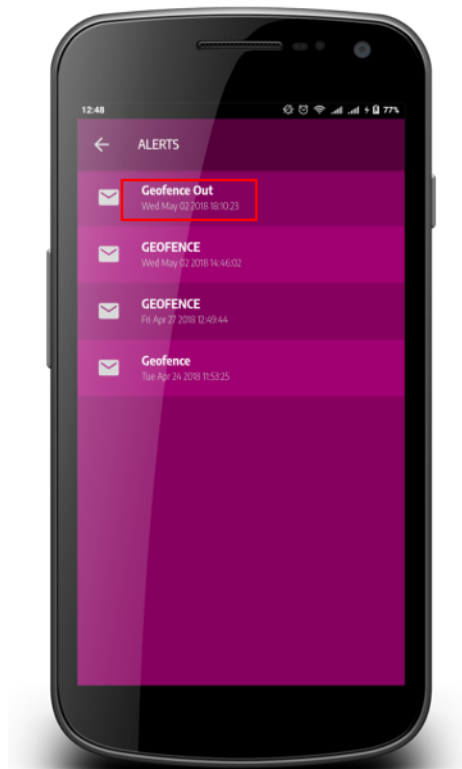 12:48
77%
ALERTS
Geofence Out
Wed May 02 2018 18:10:23
GEOFENCE
Wed May 02 2018 14:46:02
GEOFENCE
Fri Apr 27 2018 12:49:44
Geofence
Tue Apr 24 2018 11:53:25